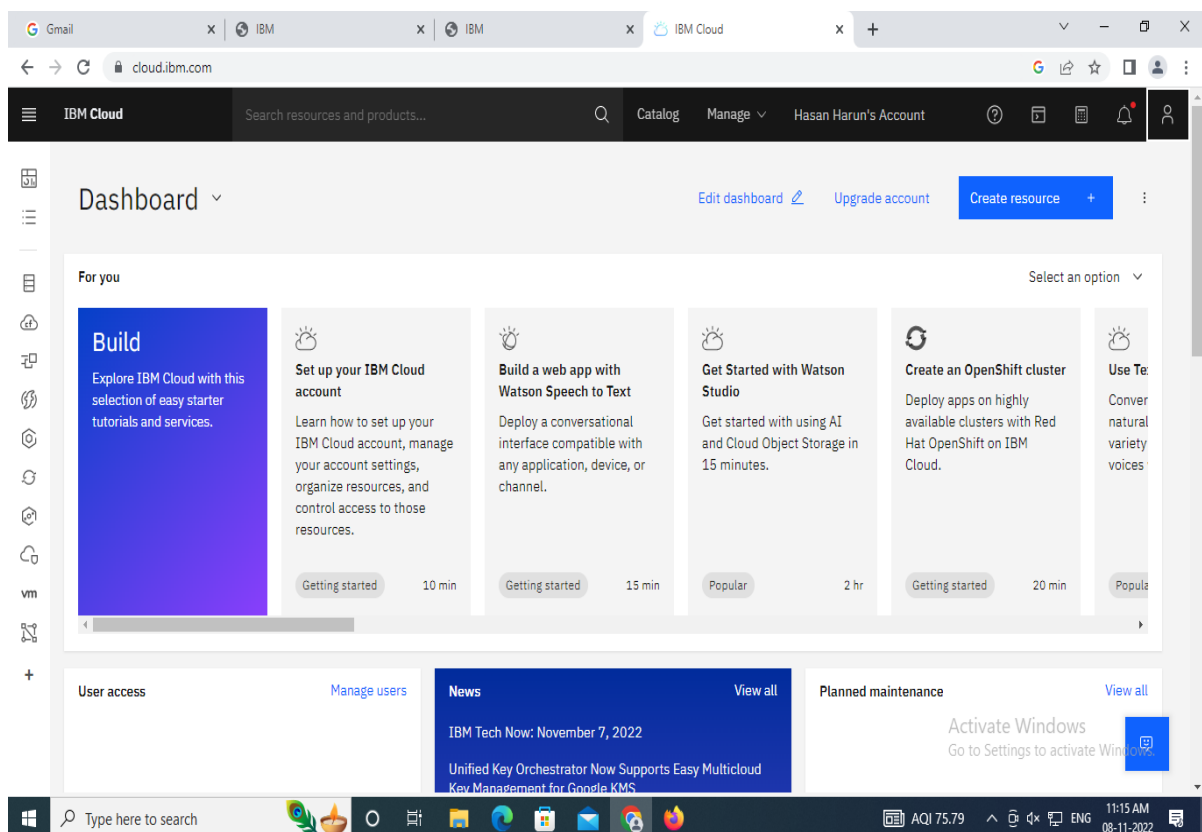 Gmail
IBM
IBM
IBM Cloud
cloud.ibm.com
IBM Cloud
Search resources and products...
Catalog
Manage
Hasan Harun's Account
Dashboard
Edit dashboard
Upgrade account
Create resource +
For you
Select an option
Build
Explore IBM Cloud with this
selection of easy starter
tutorials and services.
Set up your IBM Cloud
account
Learn how to set up your
IBM Cloud account, manage
your account settings,
organize resources, and
control access to those
resources.
Getting started
10 min
Build a web app with
Watson Speech to Text
Deploy a conversational
interface compatible with
any application, device, or
channel.
Getting started
15 min
Get Started with Watson
Studio
Get started with using AI
and Cloud Object Storage in
15 minutes.
Popular
2 hr
Create an OpenShift cluster
Deploy apps on highly
available clusters with Red
Hat OpenShift on IBM
Cloud.
Getting started
20 min
Use
natural
variety
voices
vm
User access
Manage users
News
View all
IBM Tech Now: November 7, 2022
Unified Key Orchestrator Now Supports Easy Multicloud
Key Management for Google KMS
Planned maintenance
View all
Activate Windows
Go to Settings to activate Windows.
Type here to search
AQI 75.79
ENG
11:15 AM
08-11-2022